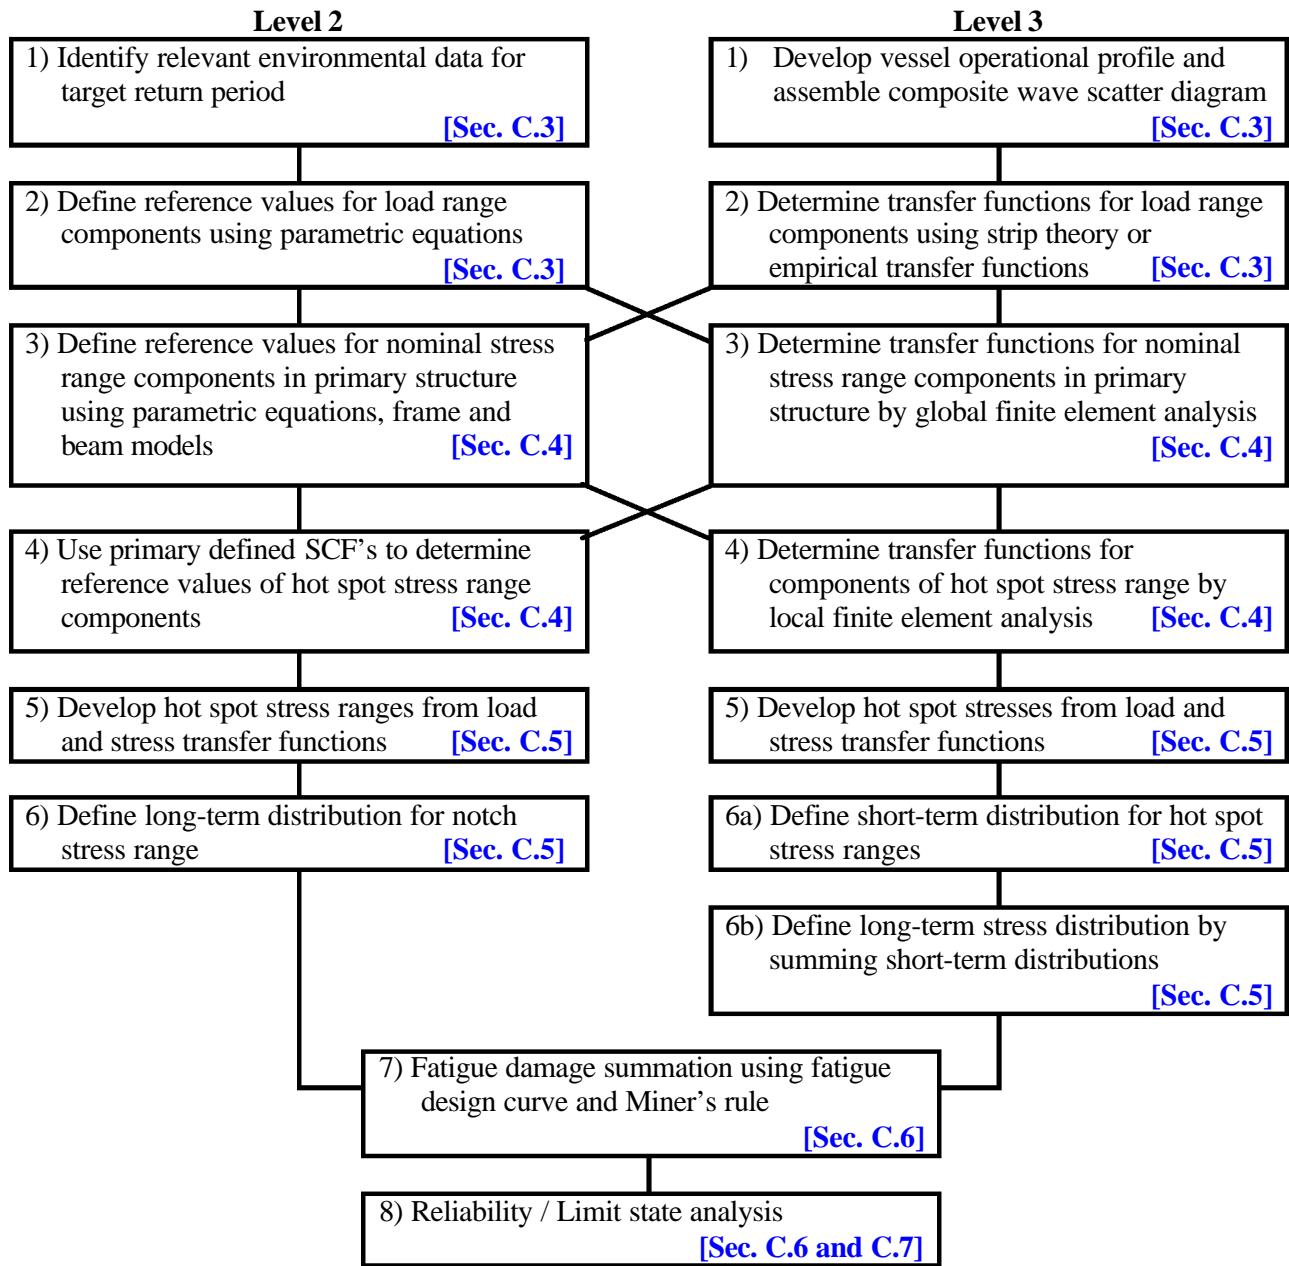 Level 2
1) Identify relevant environmental data for
target return period
[Sec. C.3]
2) Define reference values for load range
components using parametric equations
[Sec. C.3]
3) Define reference values for nominal stress
range components in primary structure
using parametric equations, frame and
beam models [Sec. C.4]
4) Use primary defined SCF's to determine
reference values of hot spot stress range
components [Sec. C.4]
5) Develop hot spot stress ranges from load
and stress transfer functions [Sec. C.5]
6) Define long-term distribution for notch
stress range [Sec. C.5]
Level 3
1) Develop vessel operational profile and
assemble composite wave scatter diagram
[Sec. C.3]
2) Determine transfer functions for load range
components using strip theory or
empirical transfer functions [Sec. C.3]
3) Determine transfer functions for nominal
stress range components in primary
structure by global finite element analysis
[Sec. C.4]
4) Determine transfer functions for
components of hot spot stress range by
local finite element analysis [Sec. C.4]
5) Develop hot spot stresses from load and
stress transfer functions [Sec. C.5]
6a) Define short-term distribution for hot spot
stress ranges [Sec. C.5]
6b) Define long-term stress distribution by
summing short-term distributions
[Sec. C.5]
7) Fatigue damage summation using fatigue
design curve and Miner's rule
[Sec. C.6]
8) Reliability / Limit state analysis
[Sec. C.6 and C.7]